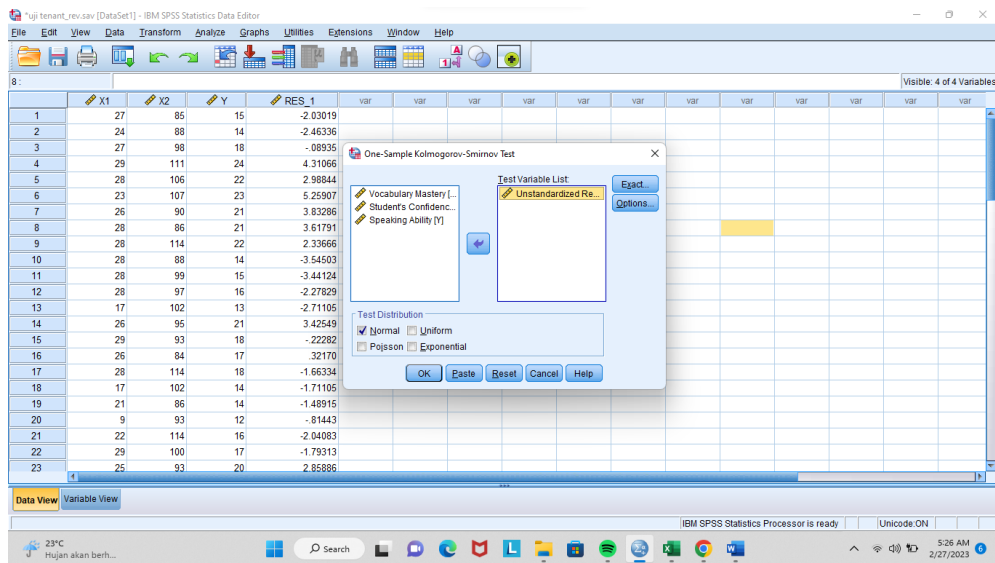 *uji tenant_rev.sav [DataSet1] - IBM SPSS Statistics Data Editor
File Edit View Data Transform Analyze Graphs Utilities Extensions Window Help
8 : Visible: 4 of 4 Variables
X1 X2 Y RES_1 var var var var var var var var var var var var
1 27 85 15 -2.03019
2 24 88 14 -2.46336
3 27 98 18 -.08935
4 29 111 24 4.31066
5 28 106 22 2.98844
6 23 107 23 5.25907
7 26 90 21 3.83286
8 28 86 21 3.61791
9 28 114 22 2.33666
10 28 88 14 -3.54503
11 28 99 15 -3.44124
12 28 97 16 -2.27829
13 17 102 13 -2.71105
14 26 95 21 3.42549
15 29 93 18 -.22282
16 26 84 17 .32170
17 28 114 18 -1.66334
18 17 102 14 -1.71105
19 21 86 14 -1.48915
20 9 93 12 -.81443
21 22 114 16 -2.04083
22 29 100 17 -1.79313
23 25 93 20 2.85886
One-Sample Kolmogorov-Smirnov Test
Test Variable List:
Vocabulary Mastery [...
Student's Confidenc...
Speaking Ability [Y]
Unstandardized Re...
Exact...
Options...
Test Distribution
Normal Uniform
Poisson Exponential
OK Paste Reset Cancel Help
Data View Variable View
IBM SPSS Statistics Processor is ready Unicode:ON
23°C
Hujan akan berh...
Search
5:26 AM
2/27/2023
6